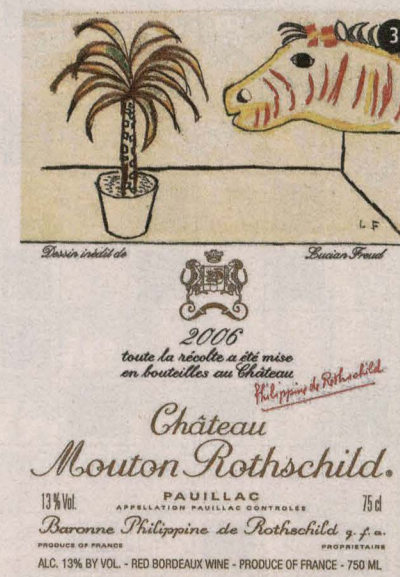 3
L F
Dessin inédit de Lucian Freud
2006
toute la récolte a été mise
en bouteilles au Château
Philippine de Rothschild
Château
Mouton Rothschild.
13 % Vol. PAUILLAC 75 cl
APPELLATION PAUILLAC CONTROLÉE
Baronne Philippine de Rothschild g.f.a.
PRODUCE OF FRANCE PROPRIETAIRE
ALC. 13% BY VOL. - RED BORDEAUX WINE - PRODUCE OF FRANCE - 750 ML